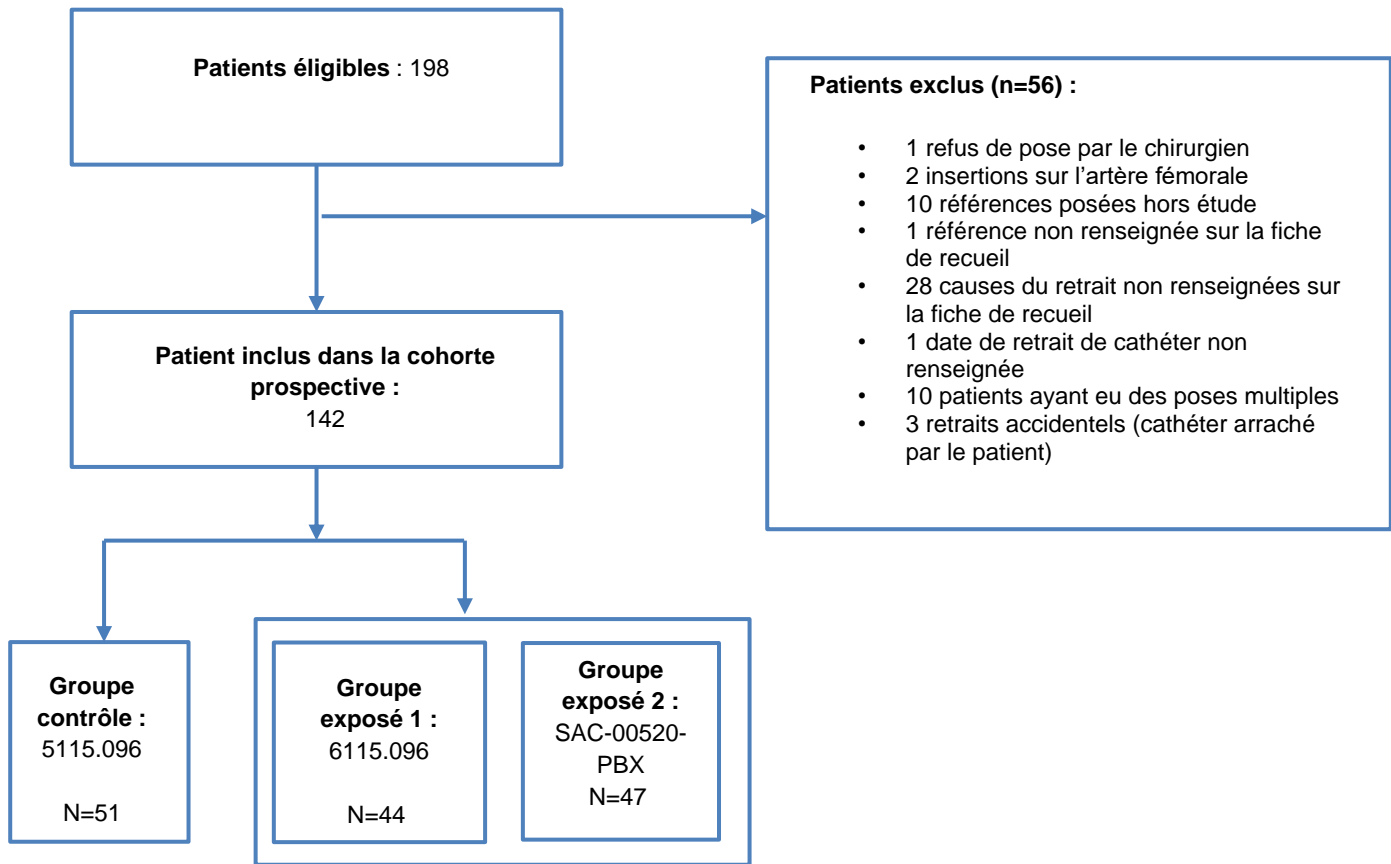 Patients éligibles : 198
Patients exclus (n=56) :
• 1 refus de pose par le chirurgien
• 2 insertions sur l'artère fémorale
• 10 références posées hors étude
• 1 référence non renseignée sur la fiche
de recueil
• 28 causes du retrait non renseignées sur
la fiche de recueil
• 1 date de retrait de cathéter non
renseignée
• 10 patients ayant eu des poses multiples
• 3 retraits accidentels (cathéter arraché
par le patient)
Patient inclus dans la cohorte
prospective :
142
Groupe
contrôle :
5115.096
N=51
Groupe
exposé 1 :
6115.096
N=44
Groupe
exposé 2 :
SAC-00520-
PBX
N=47